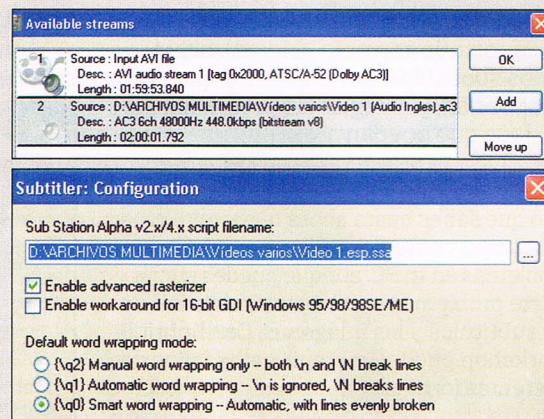 Available streams
1 Source : Input AVI file
Desc. : AVI audio stream 1 [tag 0x2000, ATSC/A-52 (Dolby AC3)]
Length : 01:59:53.840
2 Source : D:\ARCHIVOS MULTIMEDIA\Vídeos varios\Video 1 (Audio Ingles).ac3
Desc. : AC3 6ch 48000Hz 448.0kbps (bitstream v8)
Length : 02:00:01.792
OK
Add
Move up
Subtitler: Configuration
Sub Station Alpha v2.x/4.x script filename:
D:\ARCHIVOS MULTIMEDIA\Vídeos varios\Video 1.esp.ssa
...
Enable advanced rasterizer
Enable workaround for 16-bit GDI (Windows 95/98/98SE/ME)
Default word wrapping mode:
{\q2} Manual word wrapping only -- both \n and \N break lines
{\q1} Automatic word wrapping -- \n is ignored, \N breaks lines
{\q0} Smart word wrapping -- Automatic, with lines evenly broken